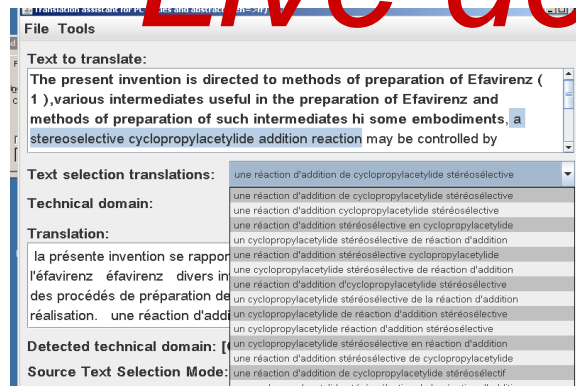 Live de
Translation assistant for PC
File Tools
Text to translate:
The present invention is directed to methods of preparation of Efavirenz (
1 ),various intermediates useful in the preparation of Efavirenz and
methods of preparation of such intermediates hi some embodiments, a
stereoselective cyclopropylacetylide addition reaction may be controlled by
Text selection translations:
une réaction d'addition de cyclopropylacetylide stéréosélective
une réaction d'addition de cyclopropylacetylide stéréosélective
une réaction d'addition cyclopropylacetylide stéréosélective
Technical domain:
une réaction d'addition stéréosélective en cyclopropylacetylide
un cyclopropylacetylide stéréosélective de réaction d'addition
Translation:
une réaction d'addition stéréosélective cyclopropylacetylide
la présente invention se rappor
une cyclopropylacetylide stéréosélective de réaction d'addition
l'éfavirenz éfavirenz divers in
une réaction d'addition d'cyclopropylacetylide stéréosélective
des procédés de préparation de
un cyclopropylacetylide stéréosélective de la réaction d'addition
un cyclopropylacetylide de réaction d'addition stéréosélective
réalisation. une réaction d'addi
un cyclopropylacetylide réaction d'addition stéréosélective
un cyclopropylacetylide stéréosélective en réaction d'addition
Detected technical domain: [
une réaction d'addition stéréosélective de cyclopropylacetylide
Source Text Selection Mode:
une réaction d'addition de cyclopropylacetylide stéréosélectif